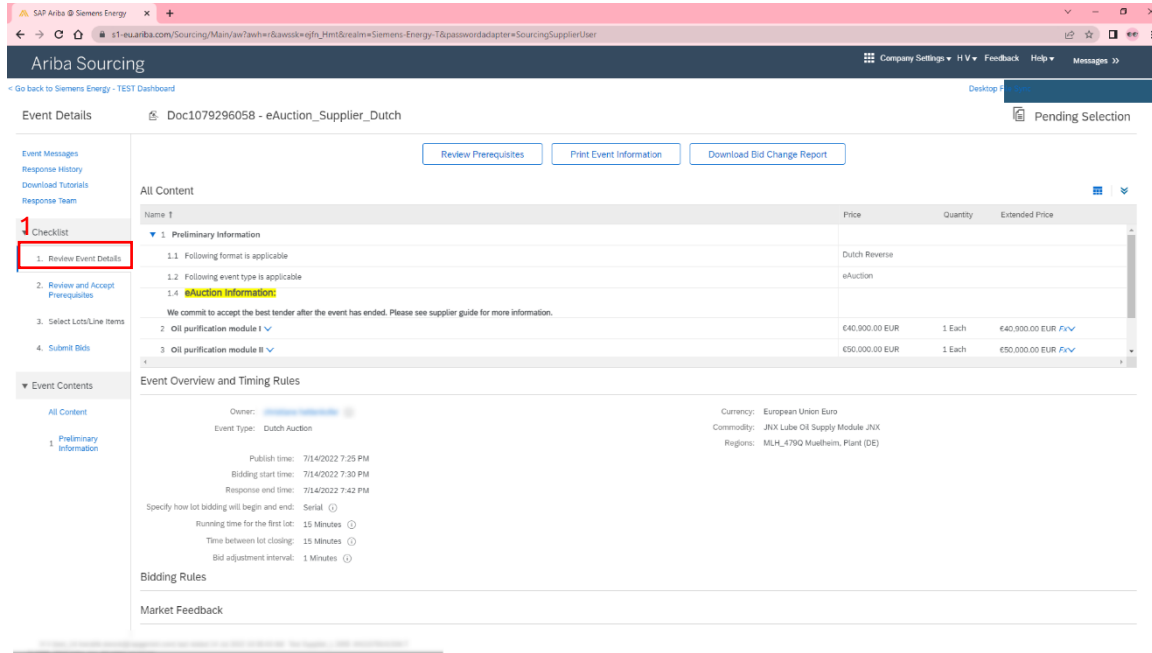 SAP Ariba @ Siemens Energy
s1-eu.ariba.com/Sourcing/Main/aw?awh=r&awssk=ejfn_Hmt&realm=Siemens-Energy-T&passwordadapter=SourcingSupplierUser
Ariba Sourcing
Company Settings HV Feedback Help Messages >>
< Go back to Siemens Energy - TEST Dashboard
Desktop F
Event Details
Doc1079296058 - eAuction_Supplier_Dutch
Pending Selection
Event Messages
Response History
Download Tutorials
Response Team
Review Prerequisites
Print Event Information
Download Bid Change Report
1
Checklist
1. Review Event Details
2. Review and Accept
Prerequisites
3. Select Lots/Line Items
4. Submit Bids
Event Contents
All Content
1 Preliminary
Information
All Content
Name ↑ Price Quantity Extended Price
1 Preliminary Information
1.1 Following format is applicable Dutch Reverse
1.2 Following event type is applicable eAuction
1.4 eAuction Information:
We commit to accept the best tender after the event has ended. Please see supplier guide for more information.
2 Oil purification module I €40,900.00 EUR 1 Each €40,900.00 EUR Fx
3 Oil purification module II €50,000.00 EUR 1 Each €50,000.00 EUR Fx
Event Overview and Timing Rules
Owner:
Event Type: Dutch Auction
Currency: European Union Euro
Commodity: JNX Lube Oil Supply Module JNX
Regions: MLH_479Q Muelheim, Plant (DE)
Publish time: 7/14/2022 7:25 PM
Bidding start time: 7/14/2022 7:30 PM
Response end time: 7/14/2022 7:42 PM
Specify how lot bidding will begin and end: Serial
Running time for the first lot: 15 Minutes
Time between lot closing: 15 Minutes
Bid adjustment interval: 1 Minutes
Bidding Rules
Market Feedback